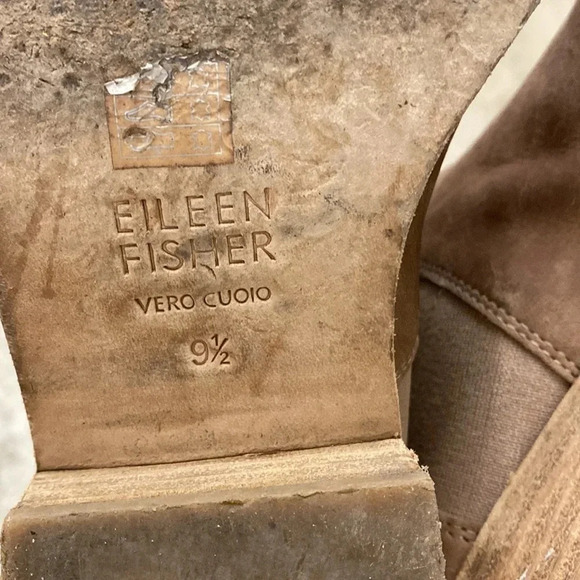 EILEEN
FISHER
VERO CUOIO
9½